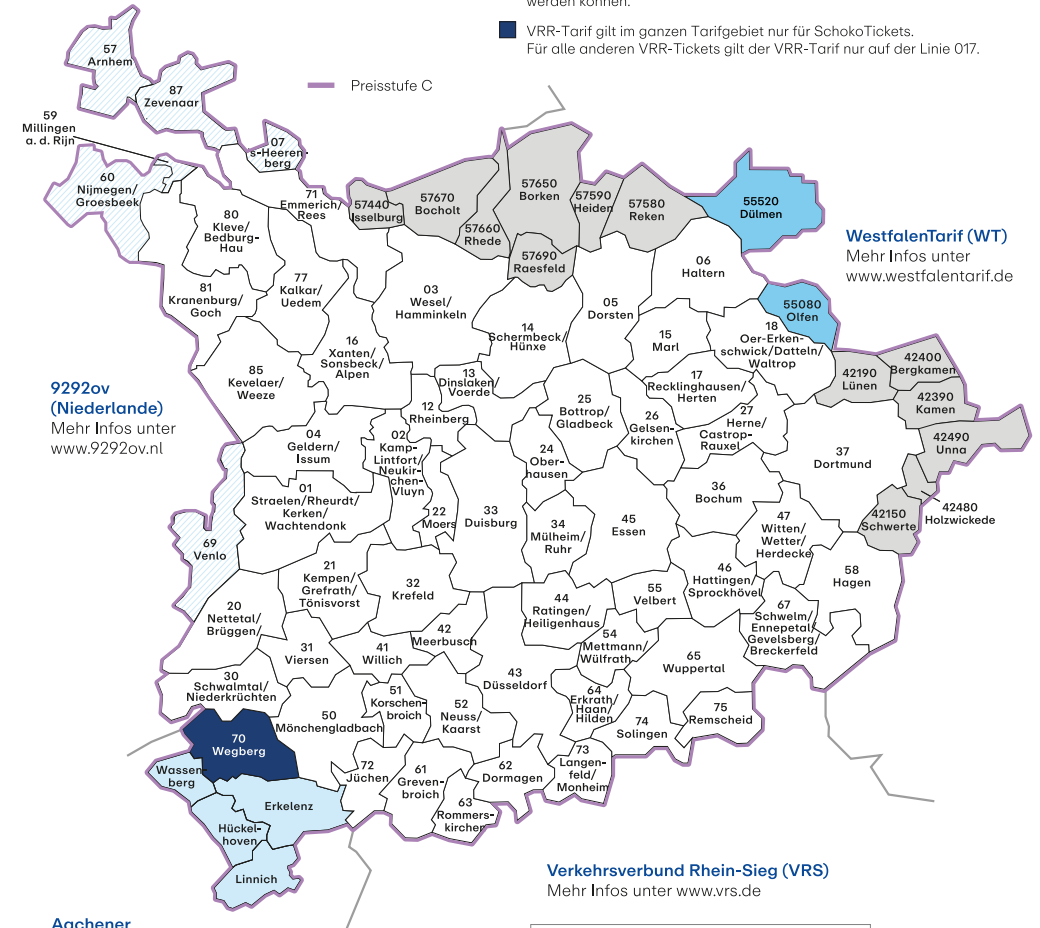 werden können.
VRR-Tarif gilt im ganzen Tarifgebiet nur für SchokoTickets.
Für alle anderen VRR-Tickets gilt der VRR-Tarif nur auf der Linie 017.
Preisstufe C
57
Arnhem
87
Zevenaar
59
Millingen
a. d. Rijn
07
s-Heeren-
berg
60
Nijmegen/
Groesbeek
71
Emmerich/
Rees
57440
Isselburg
57670
Bocholt
57660
Rhede
57650
Borken
57590
Heiden
57580
Reken
57690
Raesfeld
55520
Dülmen
WestfalenTarif (WT)
Mehr Infos unter
www.westfalentarif.de
80
Kleve/
Bedburg-
Hau
81
Kranenburg/
Goch
77
Kalkar/
Uedem
03
Wesel/
Hamminkeln
06
Haltern
05
Dorsten
55080
Olfen
14
Schermbeck/
Hünxe
15
Marl
18
Oer-Erken-
schwick/Datteln/
Waltrop
16
Xanten/
Sonsbeck/
Alpen
85
Kevelaer/
Weeze
13
Dinslaken/
Voerde
17
Recklinghausen/
Herten
42190
Lünen
42400
Bergkamen
42390
Kamen
42490
Unna
42480
Holzwickede
42150
Schwerte
9292ov
(Niederlande)
Mehr Infos unter
www.9292ov.nl
12
Rheinberg
25
Bottrop/
Gladbeck
26
Gelsen-
kirchen
27
Herne/
Castrop-
Rauxel
04
Geldern/
Issum
02
Kamp-
Lintfort/
Neukir-
chen-
Vluyn
24
Ober-
hausen
37
Dortmund
01
Straelen/Rheurdt/
Kerken/
Wachtendonk
22
Moers
33
Duisburg
36
Bochum
34
Mülheim/
Ruhr
45
Essen
47
Witten/
Wetter/
Herdecke
69
Venlo
21
Kempen/
Grefrath/
Tönisvorst
32
Krefeld
46
Hattingen/
Sprockhövel
58
Hagen
20
Nettetal/
Brüggen
44
Ratingen/
Heiligenhaus
55
Velbert
67
Schwelm/
Ennepetal/
Gevelsberg/
Breckerfeld
31
Viersen
41
Willich
42
Meerbusch
54
Mettmann/
Wülfrath
65
Wuppertal
30
Schwalmtal/
Niederkrüchten
43
Düsseldorf
51
Korschen-
broich
52
Neuss/
Kaarst
64
Erkrath/
Haan/
Hilden
50
Mönchengladbach
74
Solingen
75
Remscheid
70
Wegberg
72
Jüchen
61
Greven-
broich
62
Dormagen
73
Langen-
feld/
Monheim
63
Rommers-
kirchen
Wassen-
berg
Erkelenz
Hückel-
hoven
Linnich
Verkehrsverbund Rhein-Sieg (VRS)
Mehr Infos unter www.vrs.de
Aachener